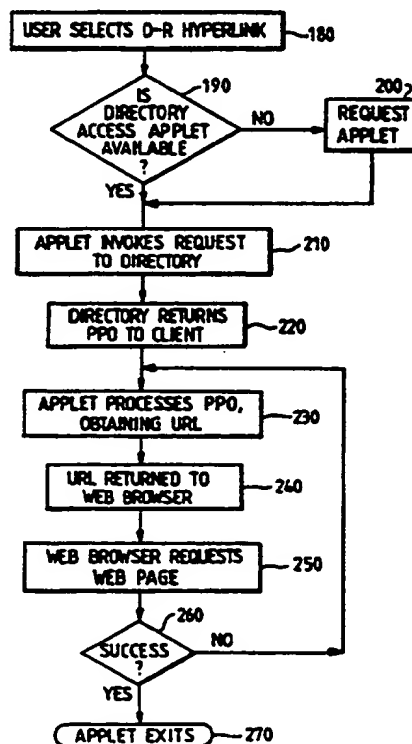 USER SELECTS D-R HYPERLINK
180
190
IS
DIRECTORY
ACCESS APPLET
AVAILABLE
?
NO
200
REQUEST
APPLET
YES
APPLET INVOKES REQUEST
TO DIRECTORY
210
DIRECTORY RETURNS
PPO TO CLIENT
220
APPLET PROCESSES PPO,
OBTAINING URL
230
URL RETURNED TO
WEB BROWSER
240
WEB BROWSER REQUESTS
WEB PAGE
250
260
SUCCESS
?
NO
YES
APPLET EXITS
270